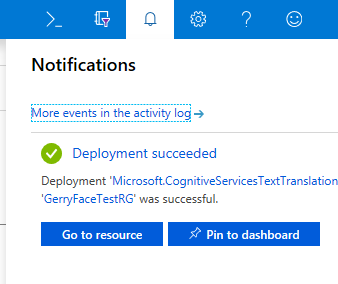 Notifications
More events in the activity log
Deployment succeeded
Deployment 'Microsoft.CognitiveServicesTextTranslation
'GerryFaceTestRG' was successful.
Go to resource
Pin to dashboard